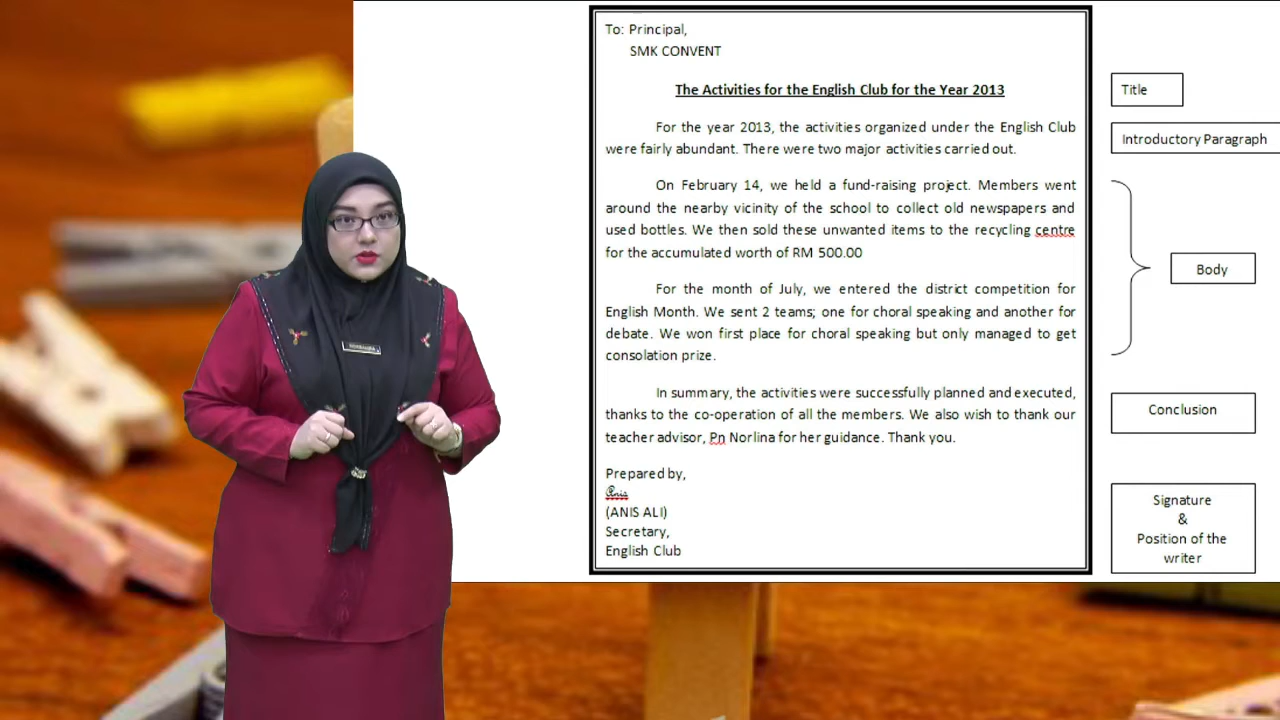 To: Principal,
SMK CONVENT
The Activities for the English Club for the Year 2013
For the year 2013, the activities organized under the English Club
were fairly abundant. There were two major activities carried out.
On February 14, we held a fund-raising project. Members went
around the nearby vicinity of the school to collect old newspapers and
used bottles. We then sold these unwanted items to the recycling centre
for the accumulated worth of RM 500.00
For the month of July, we entered the district competition for
English Month. We sent 2 teams; one for choral speaking and another for
debate. We won first place for choral speaking but only managed to get
consolation prize.
In summary, the activities were successfully planned and executed,
thanks to the co-operation of all the members. We also wish to thank our
teacher advisor, Pn Norlina for her guidance. Thank you.
Prepared by,
Anis
(ANIS ALI)
Secretary,
English Club
Title
Introductory Paragraph
Body
Conclusion
Signature
&
Position of the
writer